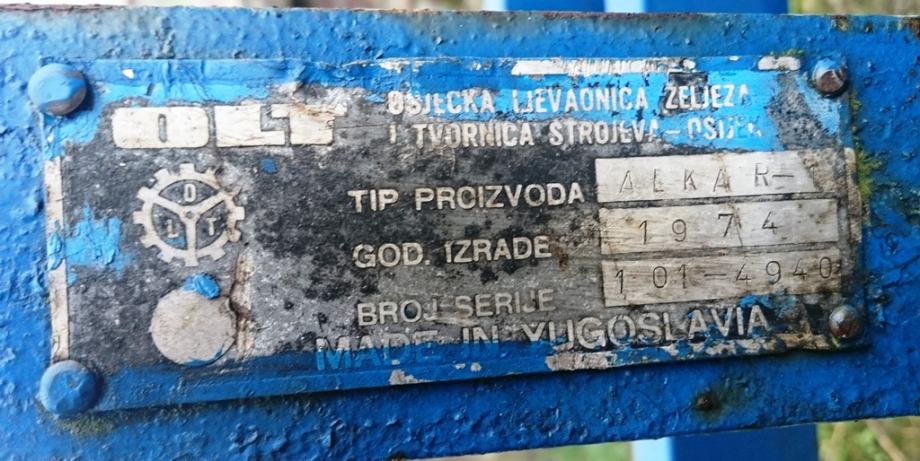 OLT
OSJEČKA LJEVAONICA ŽELJEZA
I TVORNICA STROJEVA-OSIJEK
OLT
TIP PROIZVODA ALKAR-
GOD. IZRADE 1974
BROJ SERIJE 101-4940
MADE IN YUGOSLAVIA